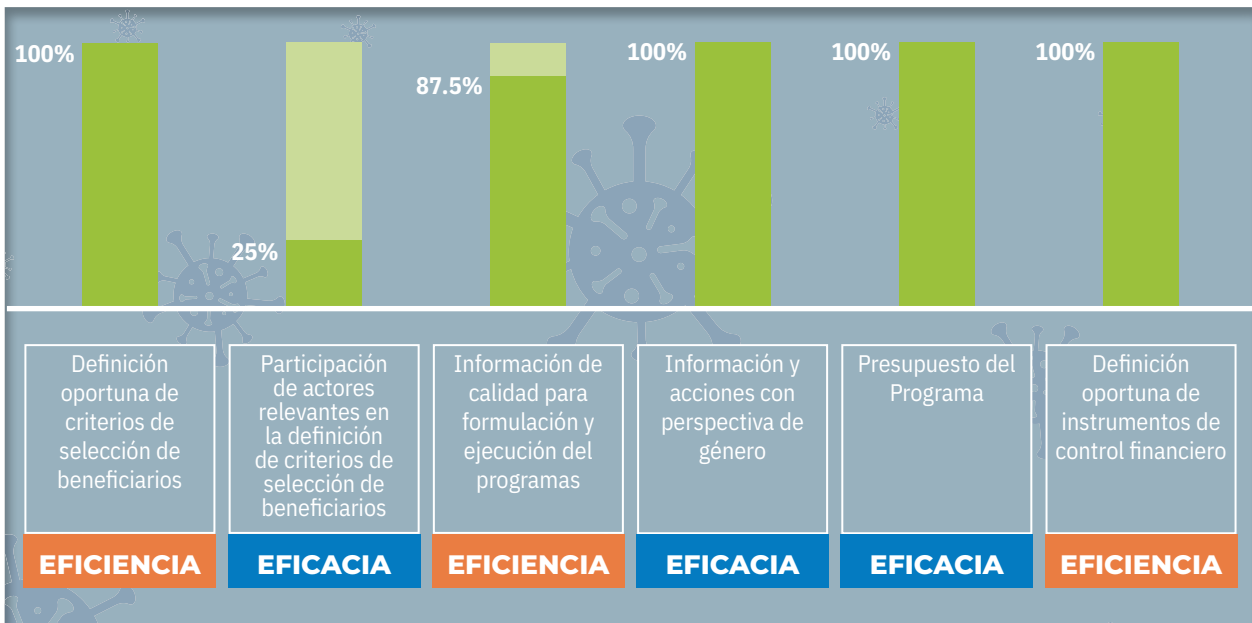 100%
25%
87.5%
100%
100%
100%
Definición
oportuna de
criterios de
selección de
beneficiarios
EFICIENCIA
Participación
de actores
relevantes en
la definición
de criterios de
selección de
beneficiarios
EFICACIA
Información de
calidad para
formulación y
ejecución del
programas
EFICIENCIA
Información y
acciones con
perspectiva de
género
EFICACIA
Presupuesto del
Programa
EFICACIA
Definición
oportuna de
instrumentos de
control financiero
EFICIENCIA